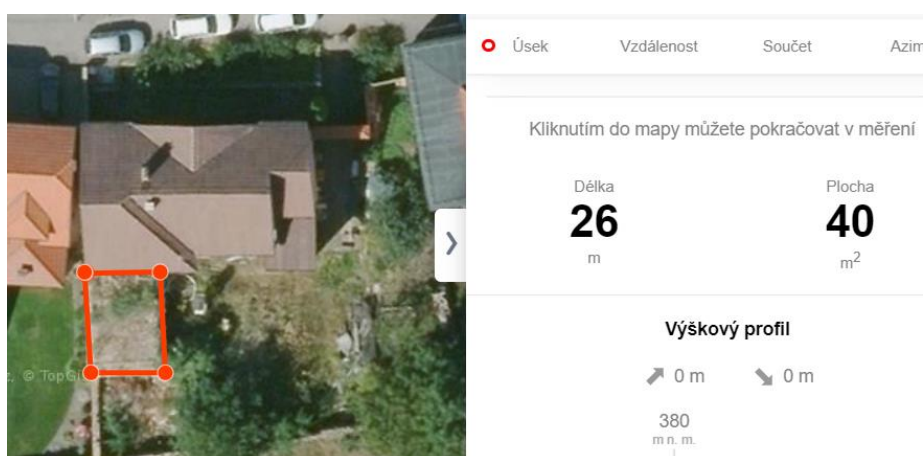 Úsek Vzdálenost Součet Azim
Kliknutím do mapy můžete pokračovat v měření
Délka Plocha
26 40
m m²
Výškový profil
0 m 0 m
© TopGi
380
m n. m.